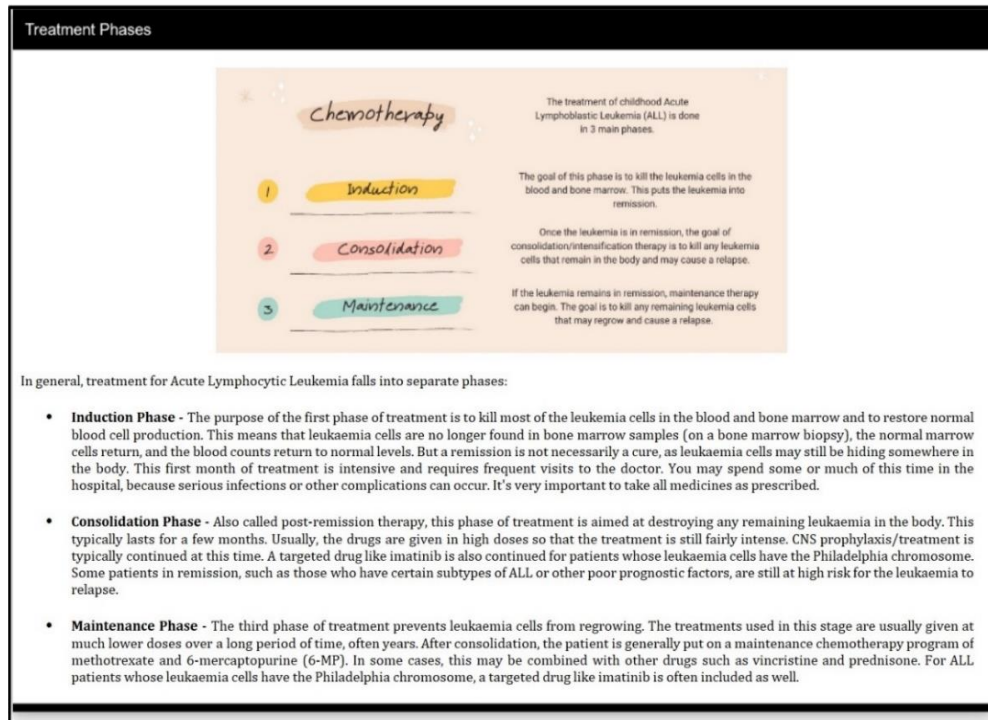 Treatment Phases
Chemotherapy
The treatment of childhood Acute
Lymphoblastic Leukemia (ALL) is done
in 3 main phases.
1 Induction
The goal of this phase is to kill the leukemia cells in the
blood and bone marrow. This puts the leukemia into
remission.
2 Consolidation
Once the leukemia is in remission, the goal of
consolidation/intensification therapy is to kill any leukemia
cells that remain in the body and may cause a relapse.
3 Maintenance
If the leukemia remains in remission, maintenance therapy
can begin. The goal is to kill any remaining leukemia cells
that may regrow and cause a relapse.
In general, treatment for Acute Lymphocytic Leukemia falls into separate phases:
• Induction Phase - The purpose of the first phase of treatment is to kill most of the leukemia cells in the blood and bone marrow and to restore normal
blood cell production. This means that leukaemia cells are no longer found in bone marrow samples (on a bone marrow biopsy), the normal marrow
cells return, and the blood counts return to normal levels. But a remission is not necessarily a cure, as leukaemia cells may still be hiding somewhere in
the body. This first month of treatment is intensive and requires frequent visits to the doctor. You may spend some or much of this time in the
hospital, because serious infections or other complications can occur. It's very important to take all medicines as prescribed.
• Consolidation Phase - Also called post-remission therapy, this phase of treatment is aimed at destroying any remaining leukaemia in the body. This
typically lasts for a few months. Usually, the drugs are given in high doses so that the treatment is still fairly intense. CNS prophylaxis/treatment is
typically continued at this time. A targeted drug like imatinib is also continued for patients whose leukaemia cells have the Philadelphia chromosome.
Some patients in remission, such as those who have certain subtypes of ALL or other poor prognostic factors, are still at high risk for the leukaemia to
relapse.
• Maintenance Phase - The third phase of treatment prevents leukaemia cells from regrowing. The treatments used in this stage are usually given at
much lower doses over a long period of time, often years. After consolidation, the patient is generally put on a maintenance chemotherapy program of
methotrexate and 6-mercaptopurine (6-MP). In some cases, this may be combined with other drugs such as vincristine and prednisone. For ALL
patients whose leukaemia cells have the Philadelphia chromosome, a targeted drug like imatinib is often included as well.